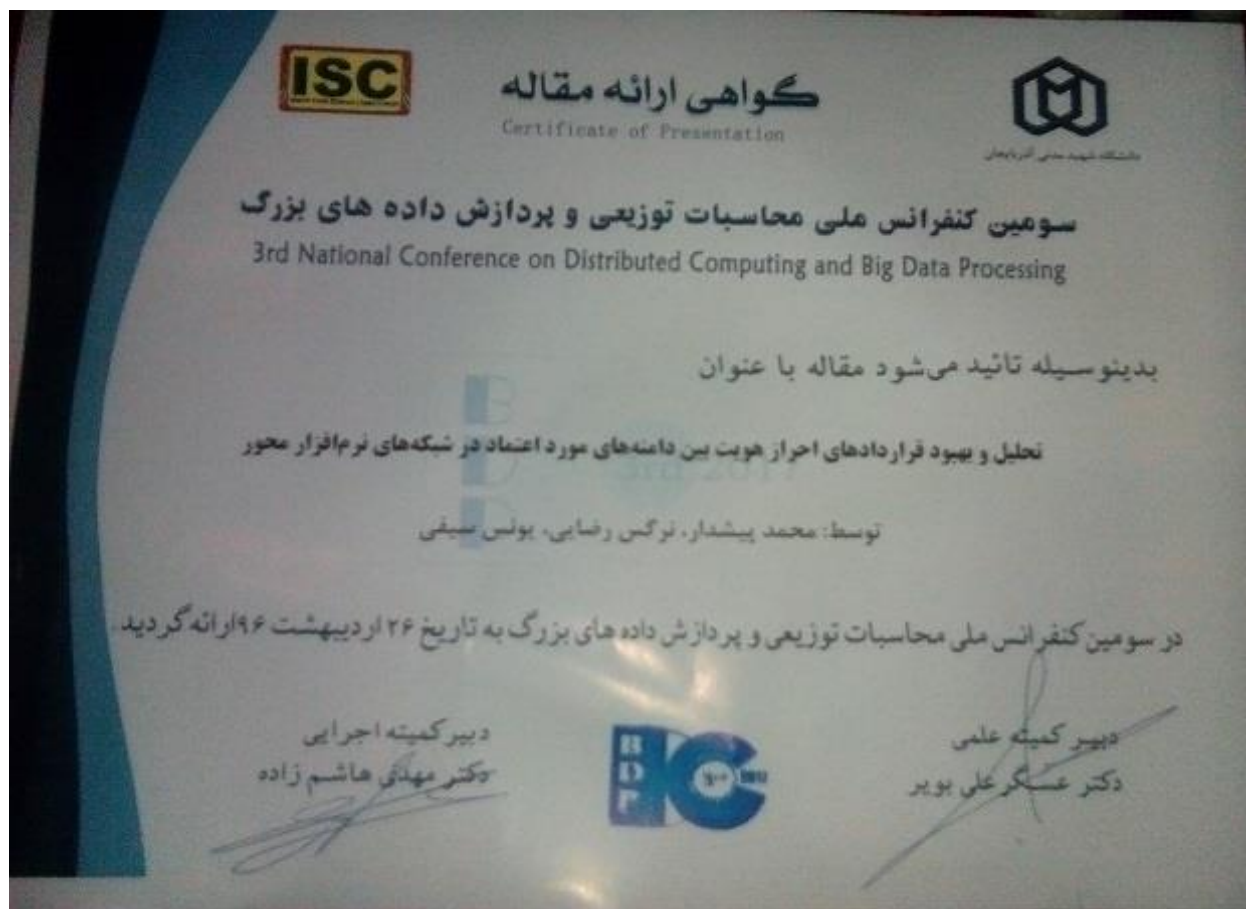 ISC
گواهی ارائه مقاله
Certificate of Presentation
دانشگاه شهید مدنی آذربایجان
سومین کنفرانس ملی محاسبات توزیعی و پردازش داده های بزرگ
3rd National Conference on Distributed Computing and Big Data Processing
بدینوسیله تائید می‌شود مقاله با عنوان
تحلیل و بهبود قراردادهای احراز هویت بین دامنه‌های مورد اعتماد در شبکه‌های نرم‌افزار محور
توسط: محمد پیشدار، نرگس رضایی، یونس سیفی
در سومین کنفرانس ملی محاسبات توزیعی و پردازش داده های بزرگ به تاریخ ۲۶ اردیبهشت ۹۶ ارائه گردید.
دبیر کمیته علمی
دکتر عسگرعلی بویر
دبیر کمیته اجرایی
دکتر مهدی هاشم زاده